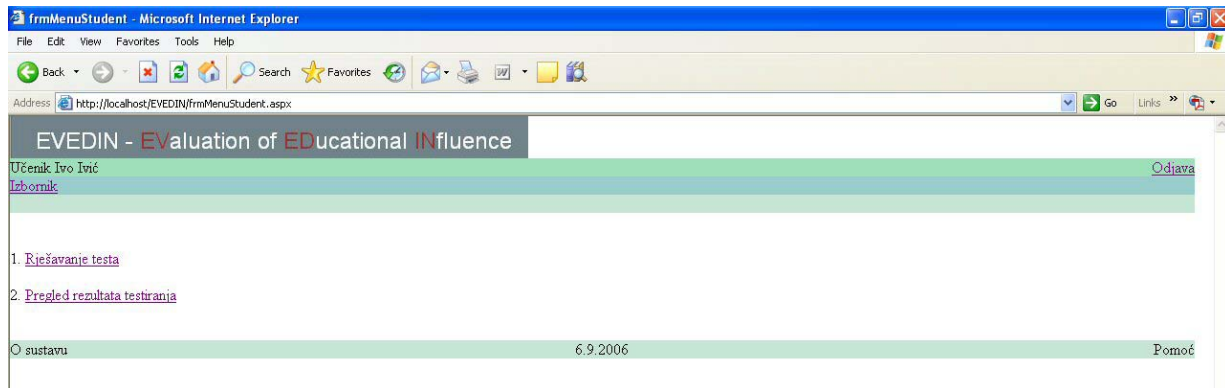 frmMenuStudent - Microsoft Internet Explorer
File Edit View Favorites Tools Help
Back Search Favorites
Address http://localhost/EVEDIN/frmMenuStudent.aspx Go Links »
EVEDIN - EValuation of EDucational INfluence
Učenik Ivo Ivić Odjava
Izbornik
1. Rješavanje testa
2. Pregled rezultata testiranja
O sustavu 6.9.2006 Pomoć